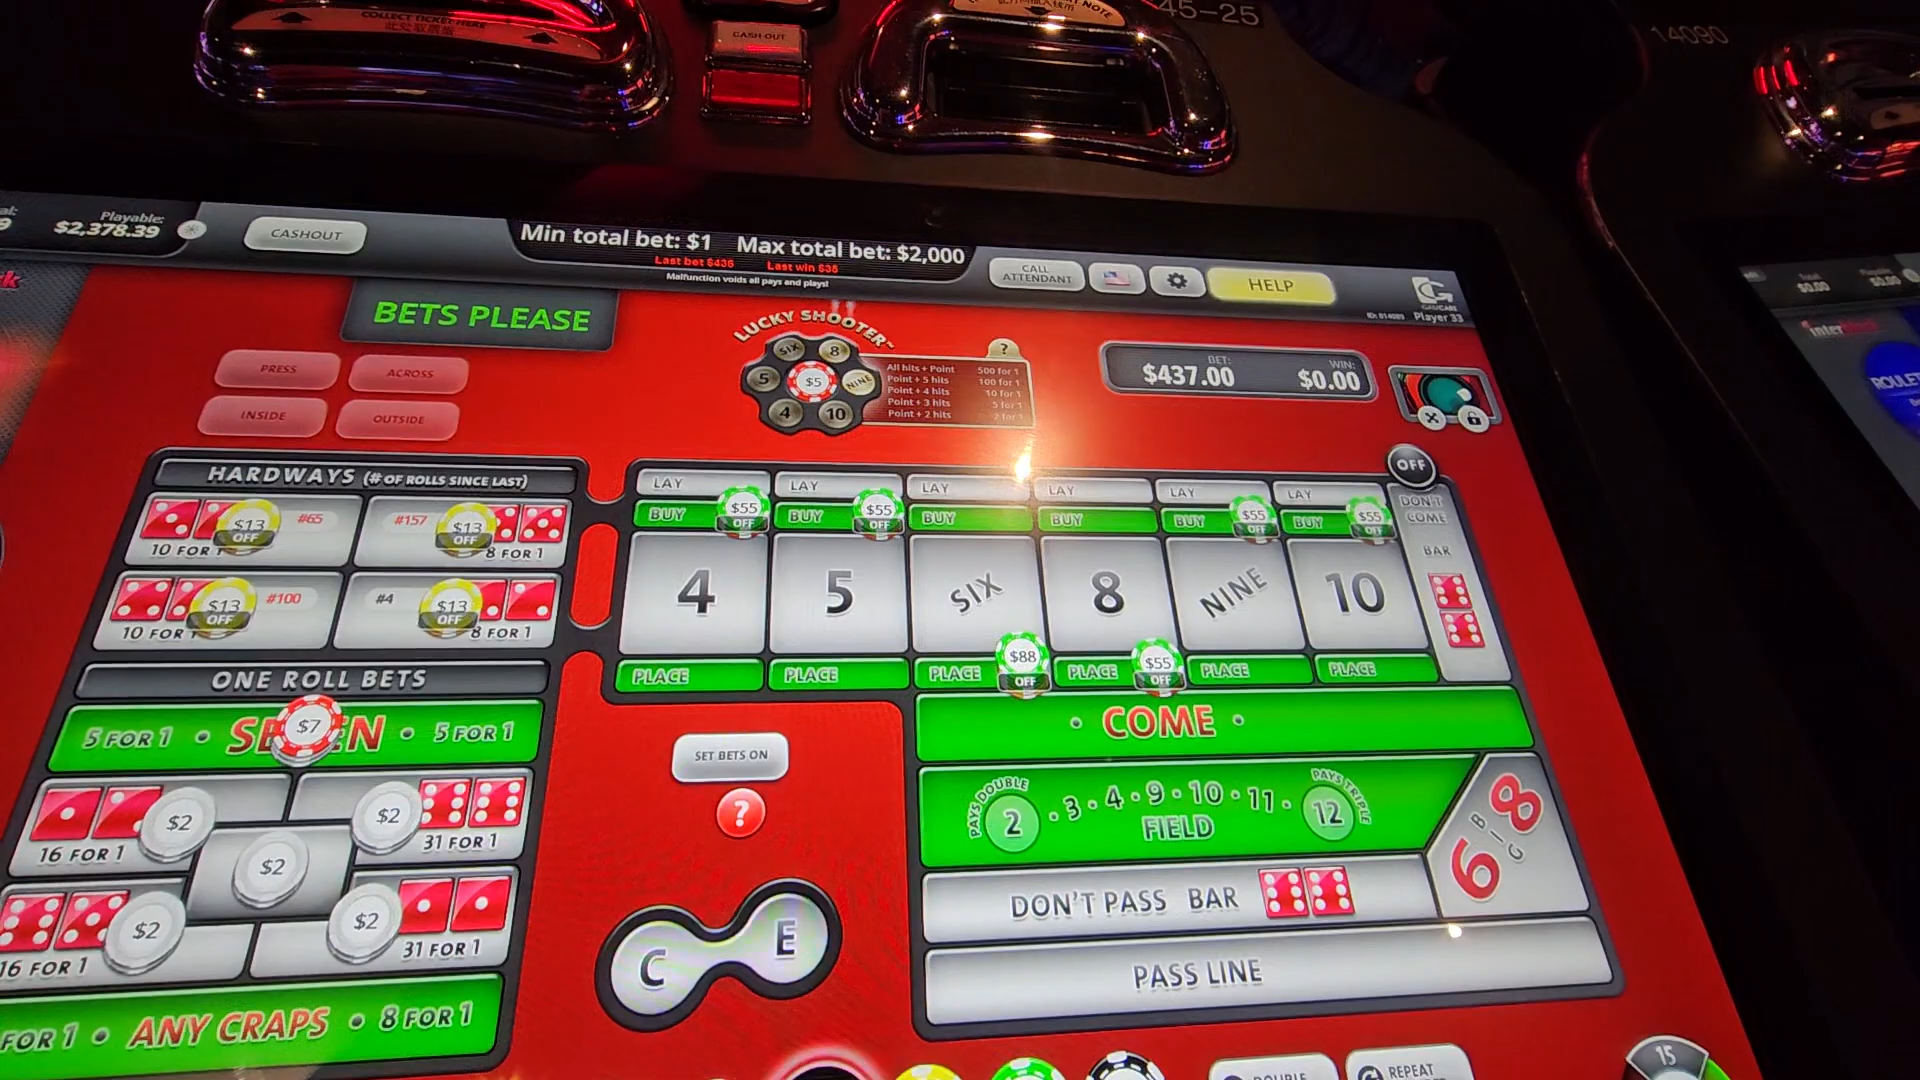 COLLECT TICKET HERE
CASH OUT
NOTE
45-25
14090
Playable:
$2,378.39
CASHOUT
Min total bet: $1 Max total bet: $2,000
Last bet $436 Last win $35
Malfunction voids all pays and plays!
CALL
ATTENDANT
HELP
Player 33
BETS PLEASE
LUCKY SHOOTER
SIX
8
5
$5
NINE
4
10
?
All hits + Point 500 for 1
Point + 5 hits 100 for 1
Point + 4 hits 10 for 1
Point + 3 hits 5 for 1
Point + 2 hits 2 for 1
BET:
$437.00
WIN:
$0.00
PRESS
ACROSS
INSIDE
OUTSIDE
HARDWAYS (# OF ROLLS SINCE LAST)
$13
OFF
#65
10 FOR 1
#157
$13
OFF
8 FOR 1
$13
OFF
#100
10 FOR 1
#4
$13
OFF
8 FOR 1
OFF
LAY LAY LAY LAY LAY LAY
BUY $55 OFF BUY $55 OFF BUY BUY BUY $55 OFF BUY $55 OFF
DON'T
COME
BAR
4 5 SIX 8 NINE 10
PLACE PLACE PLACE $88 OFF PLACE $55 OFF PLACE PLACE
ONE ROLL BETS
5 FOR 1 • SEVEN • 5 FOR 1
$7
$2
16 FOR 1
$2
31 FOR 1
$2
$2
16 FOR 1
$2
31 FOR 1
FOR 1 • ANY CRAPS • 8 FOR 1
SET BETS ON
?
C E
• COME •
PAYS DOUBLE
2 • 3 • 4 • 9 • 10 • 11 • 12
PAYS TRIPLE
FIELD
6 BIG 8
DON'T PASS BAR
PASS LINE
DOUBLE
REPEAT
15
$0.00
$0.00
interblock